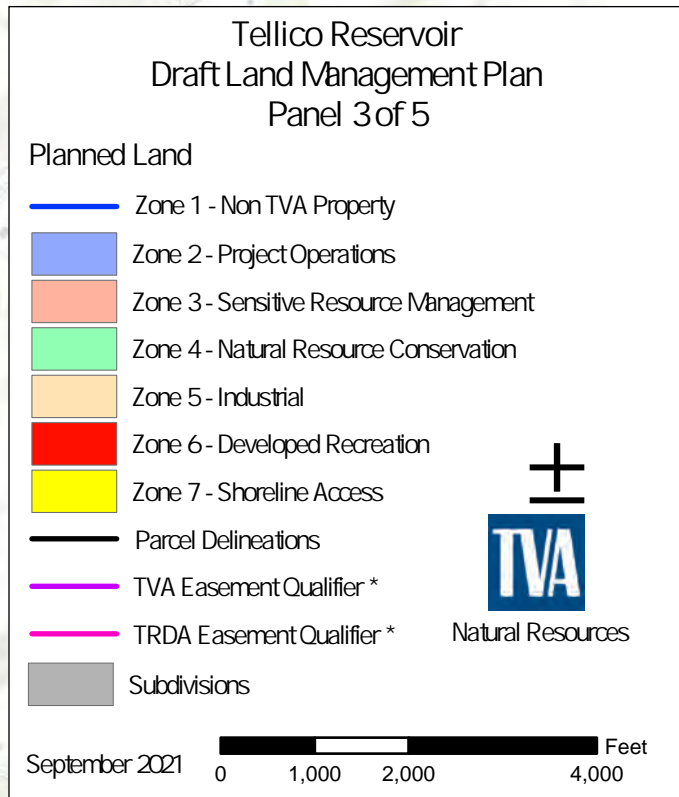 Tellico Reservoir
Draft Land Management Plan
Panel 3 of 5
Planned Land
Zone 1 - Non TVA Property
Zone 2 - Project Operations
Zone 3 - Sensitive Resource Management
Zone 4 - Natural Resource Conservation
Zone 5 - Industrial
Zone 6 - Developed Recreation
Zone 7 - Shoreline Access
Parcel Delineations
TVA Easement Qualifier *
TRDA Easement Qualifier *
Subdivisions
±
TVA
Natural Resources
September 2021
Feet
0 1,000 2,000 4,000